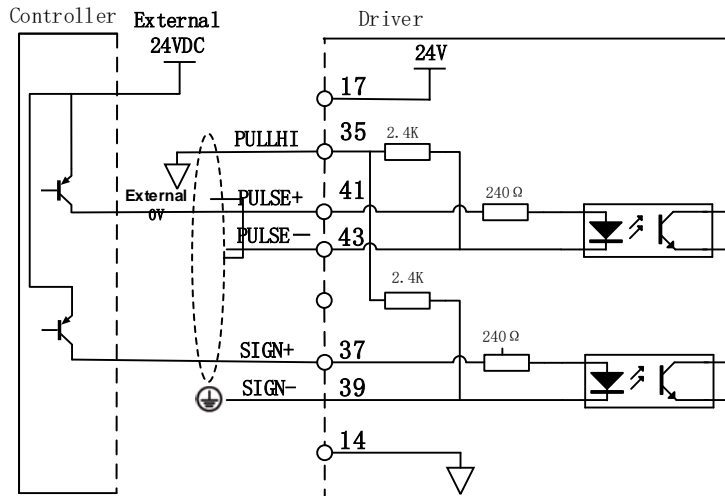 Controller
External
24VDC
Driver
24V
17
PULLHI
35
2.4K
External
0V
PULSE+
41
240Ω
PULSE—
43
2.4K
SIGN+
37
240Ω
SIGN-
39
14